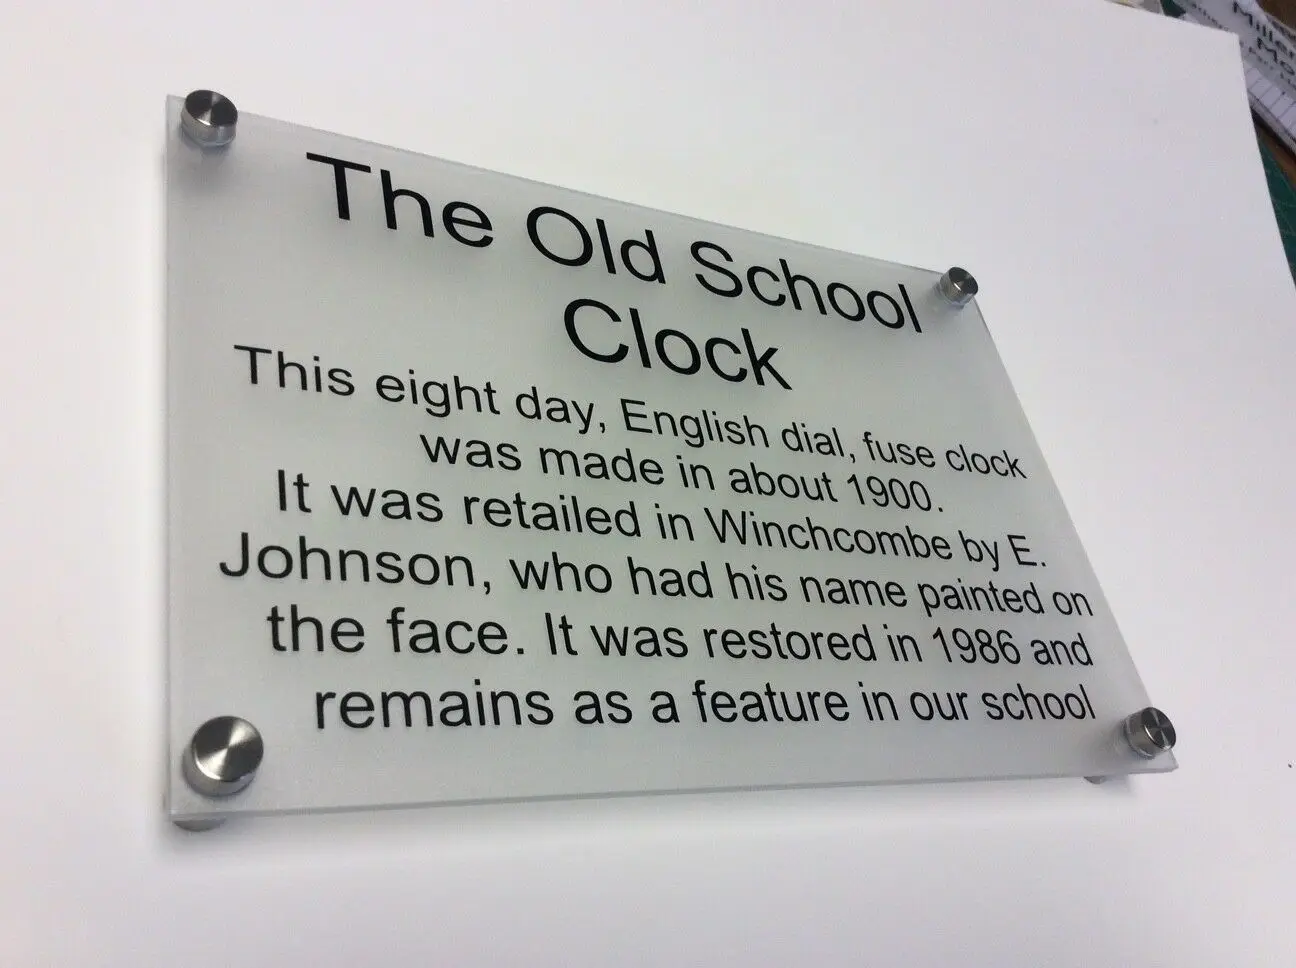 The Old School
Clock
This eight day, English dial, fuse clock
was made in about 1900.
It was retailed in Winchcombe by E.
Johnson, who had his name painted on
the face. It was restored in 1986 and
remains as a feature in our school